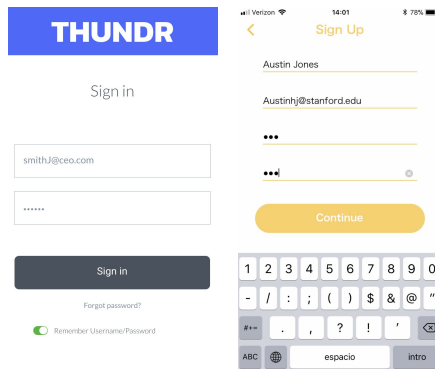 THUNDR
Sign in
smithJ@ceo.com
••••••
Sign in
Forgot password?
Remember Username/Password
Verizon 14:01 78%
Sign Up
Austin Jones
Austinhj@stanford.edu
•••
•••
Continue
1 2 3 4 5 6 7 8 9 0
- / : ; ( ) $ & @ "
#+= . , ? ! '
ABC espacio intro